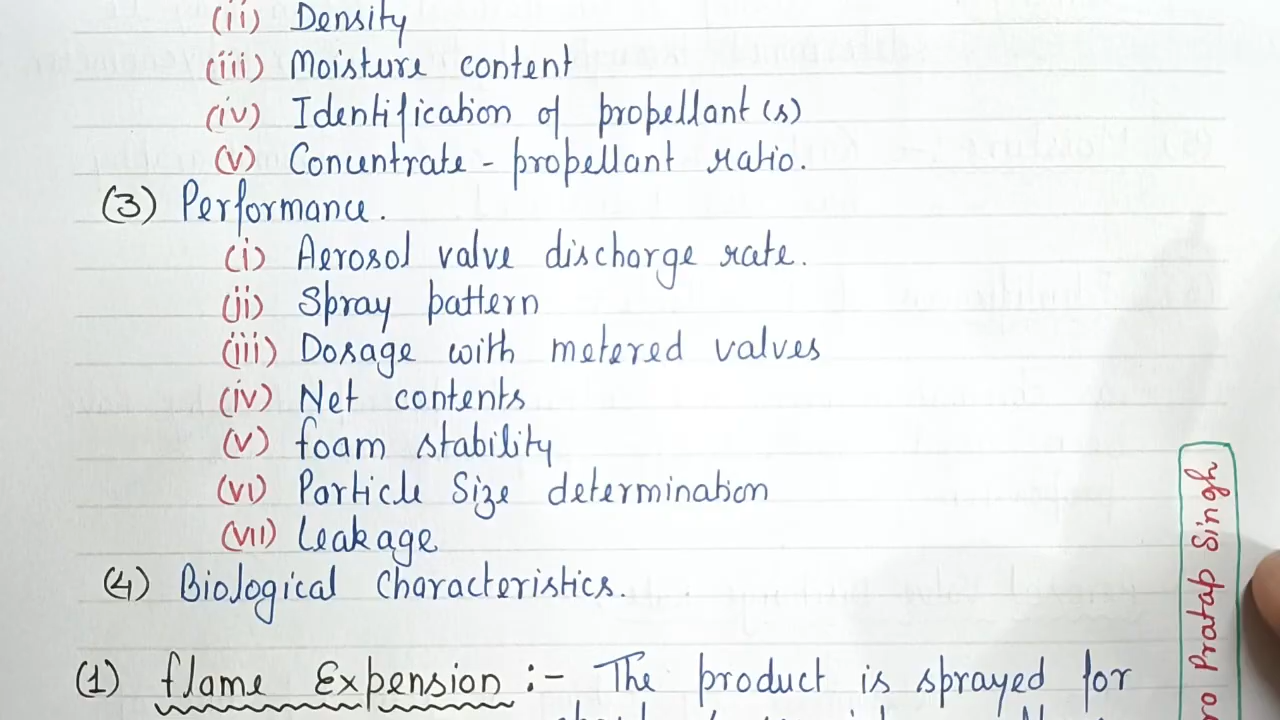 (ii) Density
(iii) Moisture content
(iv) Identification of propellant(s)
(v) Concentrate - propellant ratio.
(3) Performance.
(i) Aerosol valve discharge rate.
(ii) Spray pattern
(iii) Dosage with metered valves
(iv) Net contents
(v) foam stability
(vi) Particle Size determination
(vii) Leakage
(4) Biological Characteristics.
(1) flame Expension :- The product is sprayed for
Pratap Singh